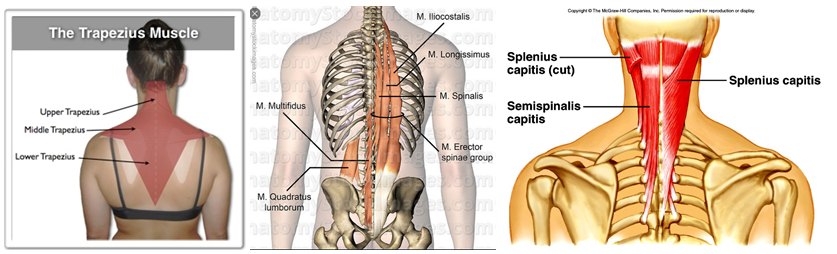 The Trapezius Muscle
Upper Trapezius
Middle Trapezius
Lower Trapezius
M. Iliocostalis
M. Longissimus
M. Spinalis
M. Multifidus
M. Erector
spinae group
M. Quadratus
lumborum
Copyright © The McGraw-Hill Companies, Inc. Permission required for reproduction or display.
Splenius
capitis (cut)
Splenius capitis
Semispinalis
capitis